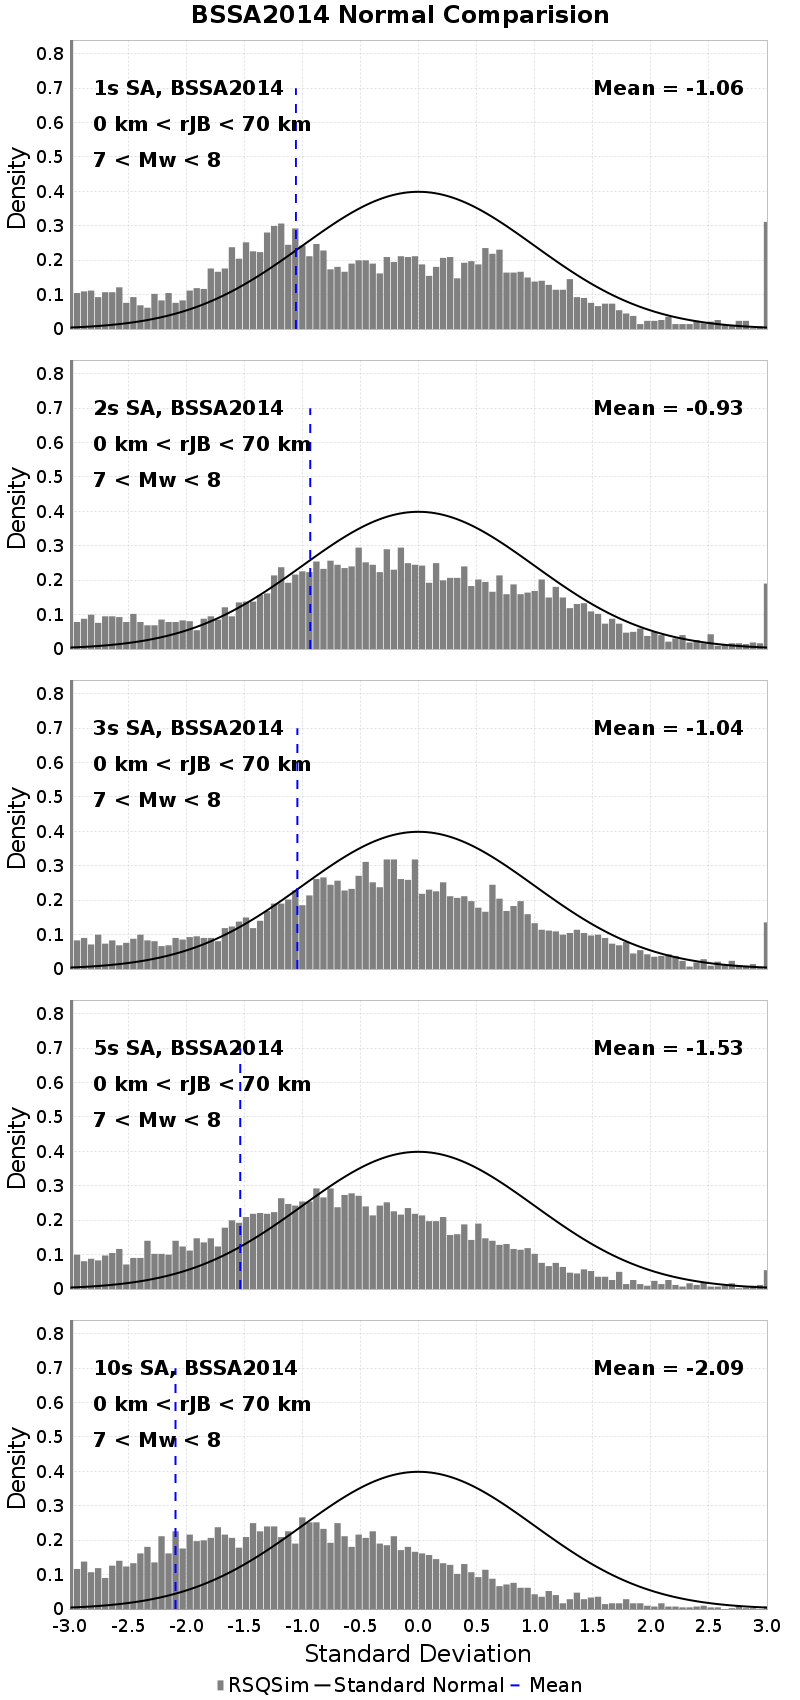 BSSA2014 Normal Comparision
0.8
0.7
0.6
0.5
0.4
0.3
0.2
0.1
0
Density
1s SA, BSSA2014
0 km < rJB < 70 km
7 < Mw < 8
Mean = -1.06
0.8
0.7
0.6
0.5
0.4
0.3
0.2
0.1
0
Density
2s SA, BSSA2014
0 km < rJB < 70 km
7 < Mw < 8
Mean = -0.93
0.8
0.7
0.6
0.5
0.4
0.3
0.2
0.1
0
Density
3s SA, BSSA2014
0 km < rJB < 70 km
7 < Mw < 8
Mean = -1.04
0.8
0.7
0.6
0.5
0.4
0.3
0.2
0.1
0
Density
5s SA, BSSA2014
0 km < rJB < 70 km
7 < Mw < 8
Mean = -1.53
0.8
0.7
0.6
0.5
0.4
0.3
0.2
0.1
0
Density
10s SA, BSSA2014
0 km < rJB < 70 km
7 < Mw < 8
Mean = -2.09
-3.0 -2.5 -2.0 -1.5 -1.0 -0.5 0.0 0.5 1.0 1.5 2.0 2.5 3.0
Standard Deviation
RSQSim Standard Normal Mean